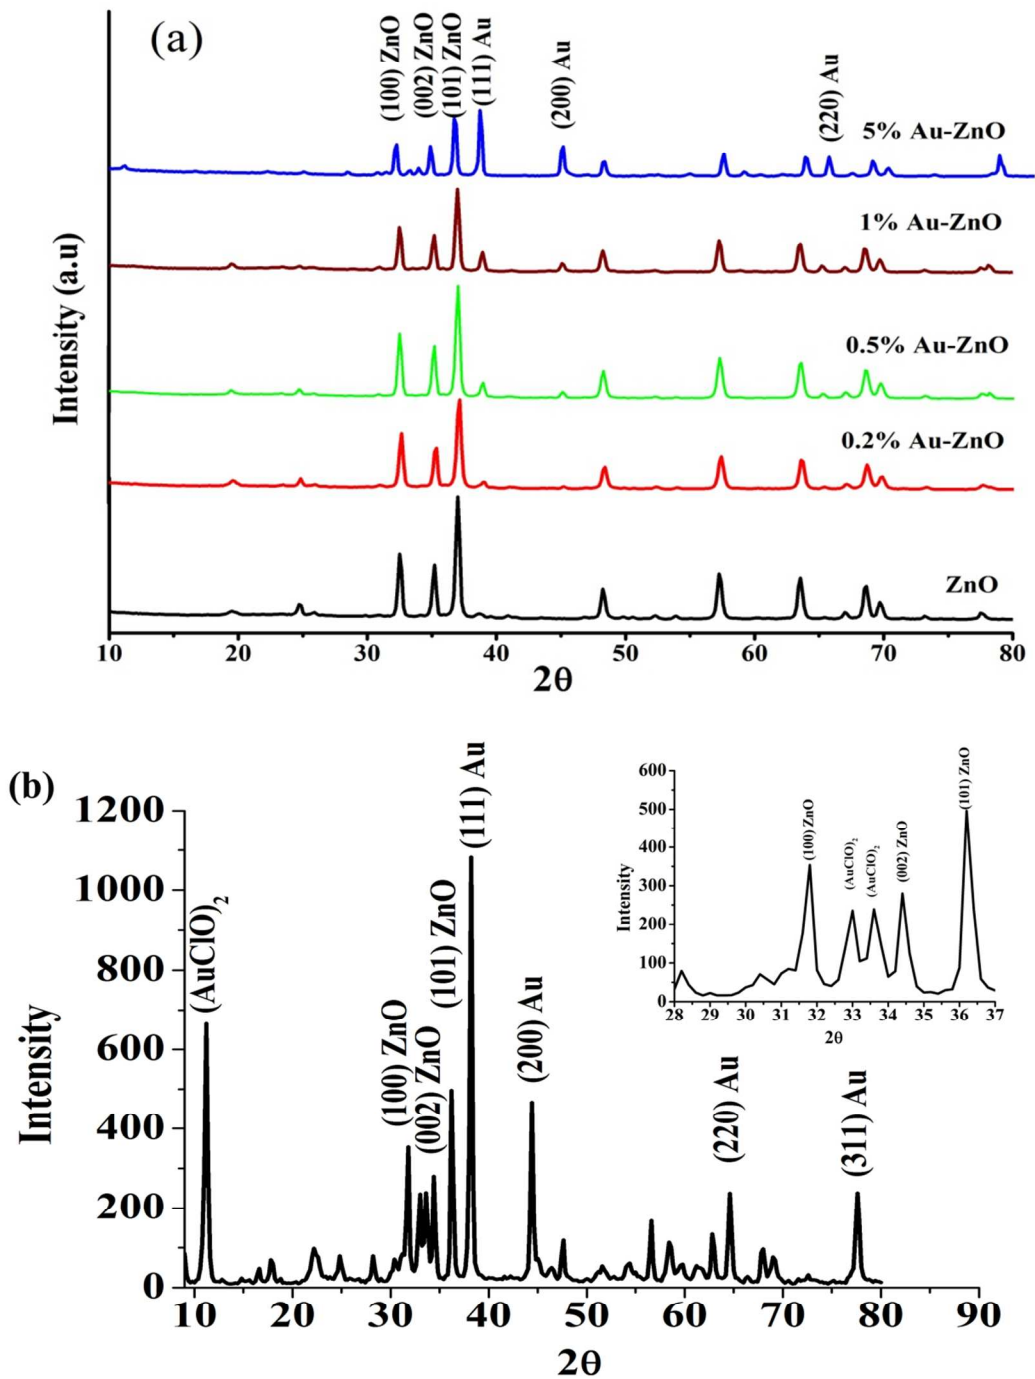 (a)
(100) ZnO
(002) ZnO
(101) ZnO
(111) Au
(200) Au
(220) Au
5% Au-ZnO
1% Au-ZnO
0.5% Au-ZnO
0.2% Au-ZnO
ZnO
Intensity (a.u)
10 20 30 40 50 60 70 80
2θ
(b)
1200
1000
800
600
400
200
0
Intensity
(AuClO)2
(100) ZnO
(002) ZnO
(101) ZnO
(111) Au
(200) Au
(220) Au
(311) Au
10 20 30 40 50 60 70 80 90
2θ
600
500
400
300
200
100
0
Intensity
(100) ZnO
(AuClO)2
(AuClO)2
(002) ZnO
(101) ZnO
28 29 30 31 32 33 34 35 36 37
2θ